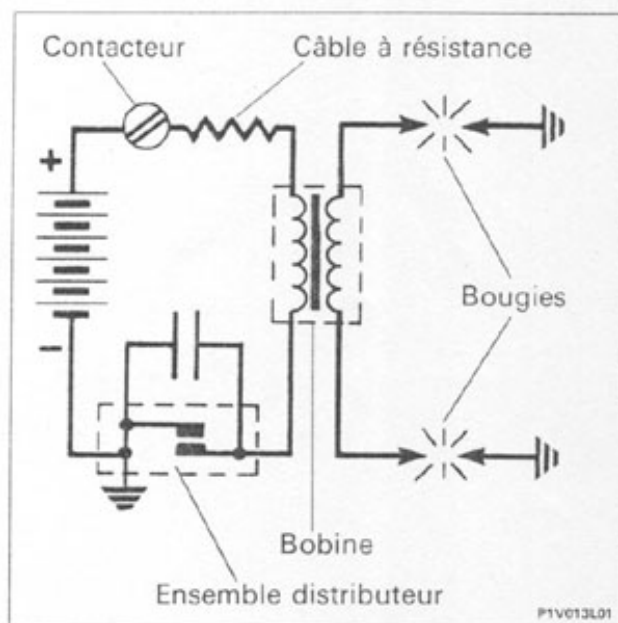 Contacteur
Câble à résistance
+
−
Bougies
Bobine
Ensemble distributeur
P1V013L01